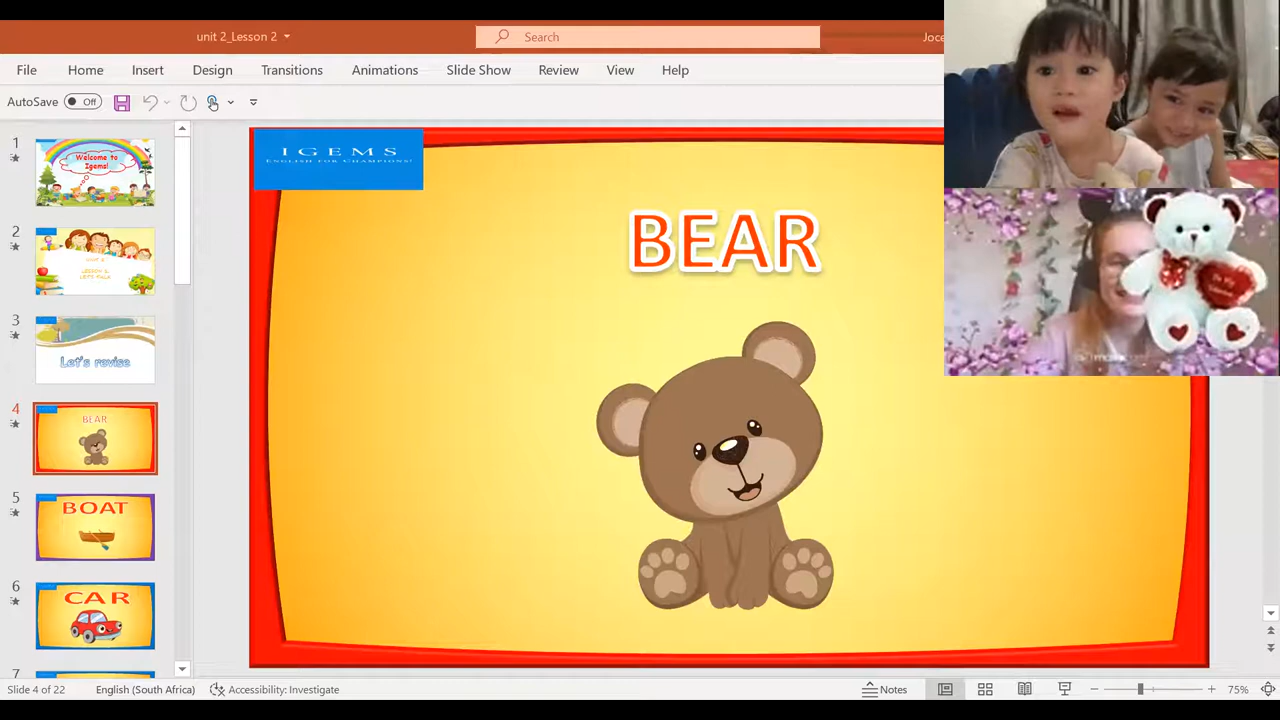 unit 2_Lesson 2
Search
Joce
File Home Insert Design Transitions Animations Slide Show Review View Help
AutoSave Off
1
Welcome to
Igems!
2
UNIT 2
3
Let's revise
4
BEAR
5
BOAT
6
CAR
7
IGEMS
ENGLISH FOR CHAMPIONS!
BEAR
Slide 4 of 22 English (South Africa) Accessibility: Investigate Notes 75%